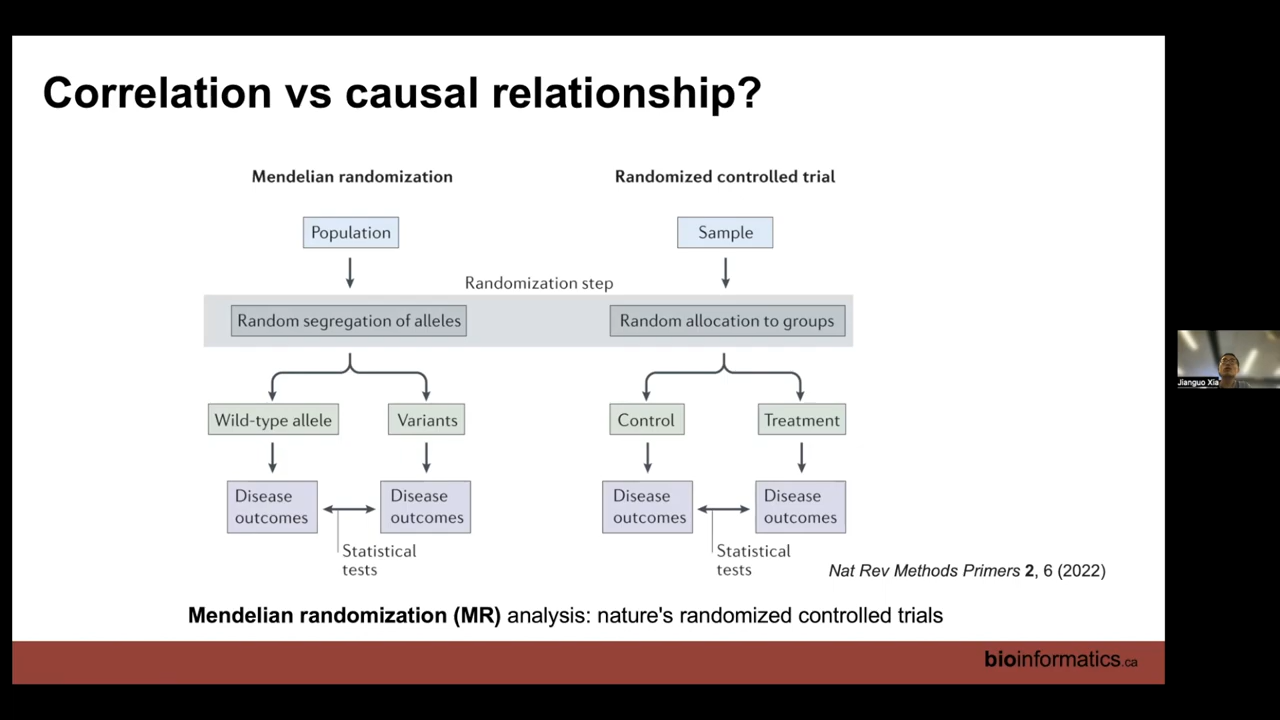 Correlation vs causal relationship?
Mendelian randomization
Randomized controlled trial
Population
Sample
Randomization step
Random segregation of alleles
Random allocation to groups
Wild-type allele
Variants
Control
Treatment
Disease
outcomes
Disease
outcomes
Disease
outcomes
Disease
outcomes
Statistical
tests
Statistical
tests
Nat Rev Methods Primers 2, 6 (2022)
Mendelian randomization (MR) analysis: nature's randomized controlled trials
bioinformatics.ca
Jianguo Xia